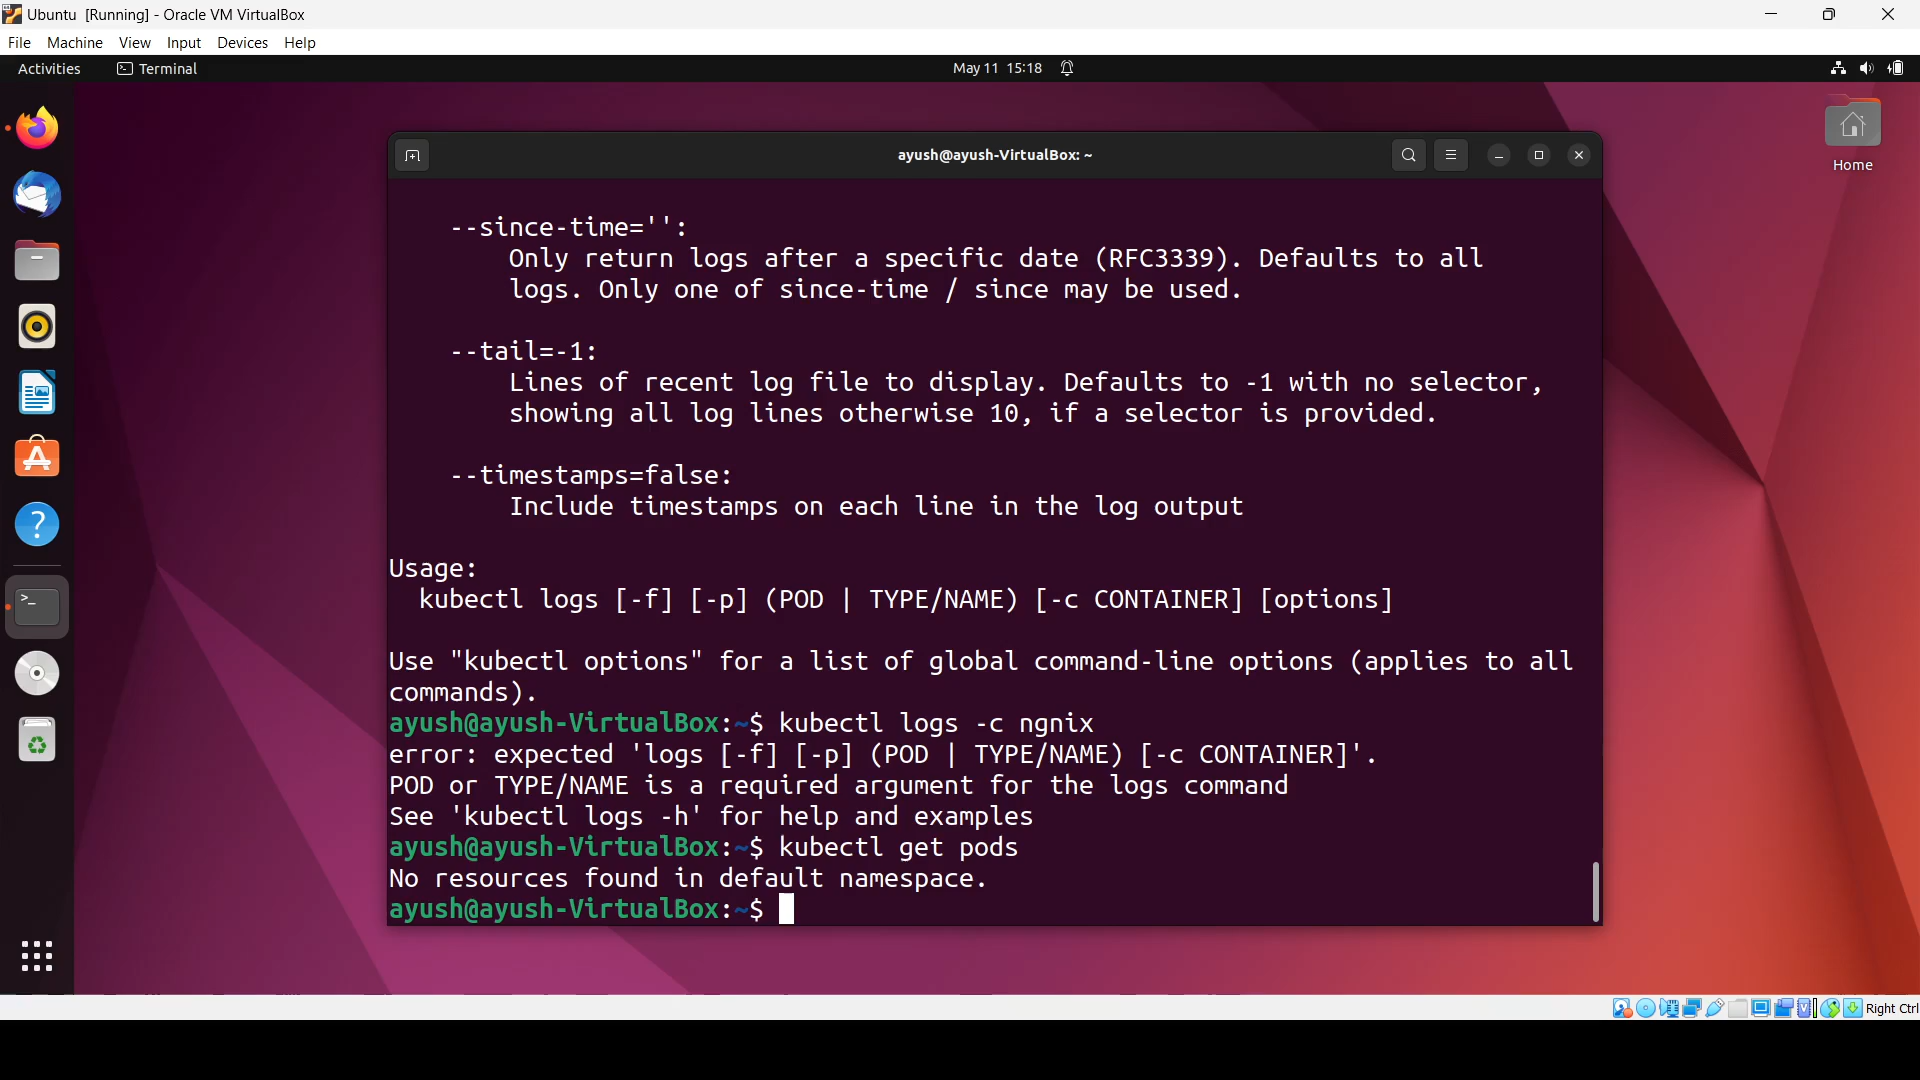 Ubuntu [Running] - Oracle VM VirtualBox
File Machine View Input Devices Help
Activities Terminal May 11 15:18
ayush@ayush-VirtualBox: ~
Home
--since-time='':
Only return logs after a specific date (RFC3339). Defaults to all
logs. Only one of since-time / since may be used.
--tail=-1:
Lines of recent log file to display. Defaults to -1 with no selector,
showing all log lines otherwise 10, if a selector is provided.
--timestamps=false:
Include timestamps on each line in the log output
Usage:
kubectl logs [-f] [-p] (POD | TYPE/NAME) [-c CONTAINER] [options]
Use "kubectl options" for a list of global command-line options (applies to all
commands).
ayush@ayush-VirtualBox:~$ kubectl logs -c ngnix
error: expected 'logs [-f] [-p] (POD | TYPE/NAME) [-c CONTAINER]'.
POD or TYPE/NAME is a required argument for the logs command
See 'kubectl logs -h' for help and examples
ayush@ayush-VirtualBox:~$ kubectl get pods
No resources found in default namespace.
ayush@ayush-VirtualBox:~$
Right Ctrl